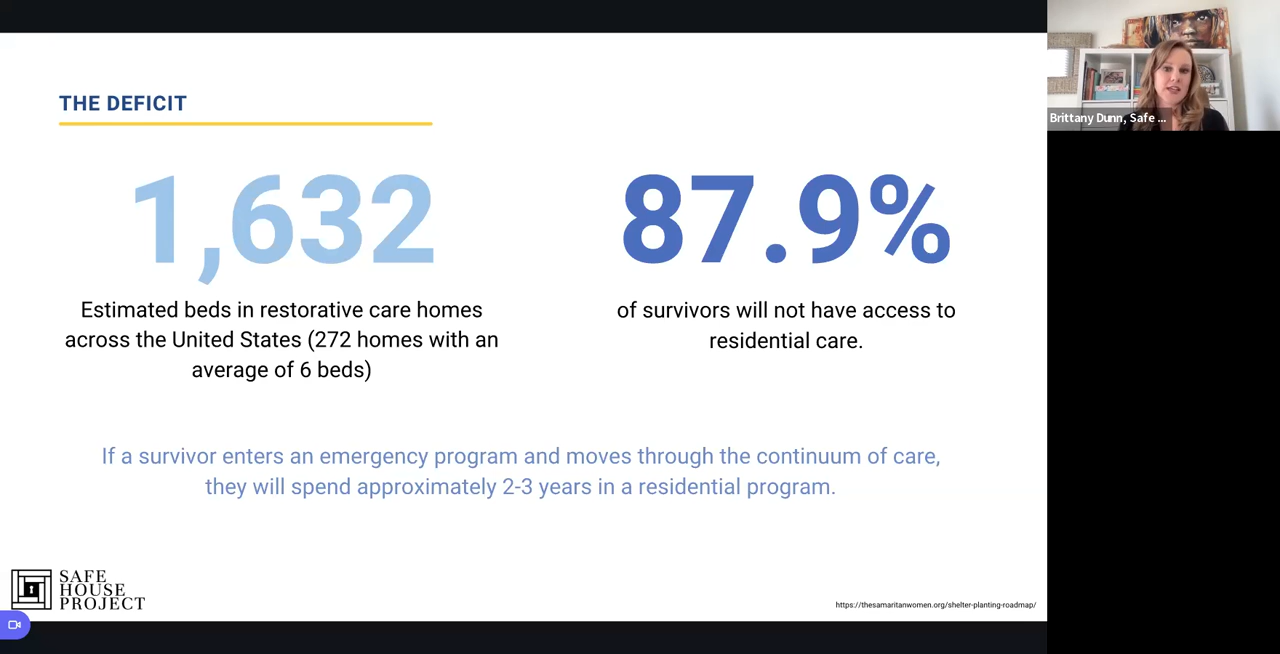 THE DEFICIT
1,632
Estimated beds in restorative care homes
across the United States (272 homes with an
average of 6 beds)
87.9%
of survivors will not have access to
residential care.
If a survivor enters an emergency program and moves through the continuum of care,
they will spend approximately 2-3 years in a residential program.
SAFE
HOUSE
PROJECT
https://thesamaritanwomen.org/shelter-planting-roadmap/
Brittany Dunn, Safe ...